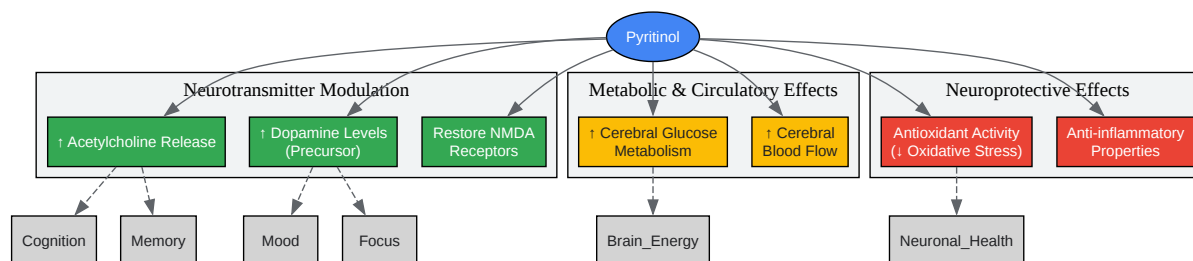 Pyritinol
Neurotransmitter Modulation
Metabolic & Circulatory Effects
Neuroprotective Effects
↑ Acetylcholine Release
↑ Dopamine Levels
(Precursor)
Restore NMDA
Receptors
↑ Cerebral Glucose
Metabolism
↑ Cerebral
Blood Flow
Antioxidant Activity
(↓ Oxidative Stress)
Anti-inflammatory
Properties
Cognition
Memory
Mood
Focus
Brain_Energy
Neuronal_Health